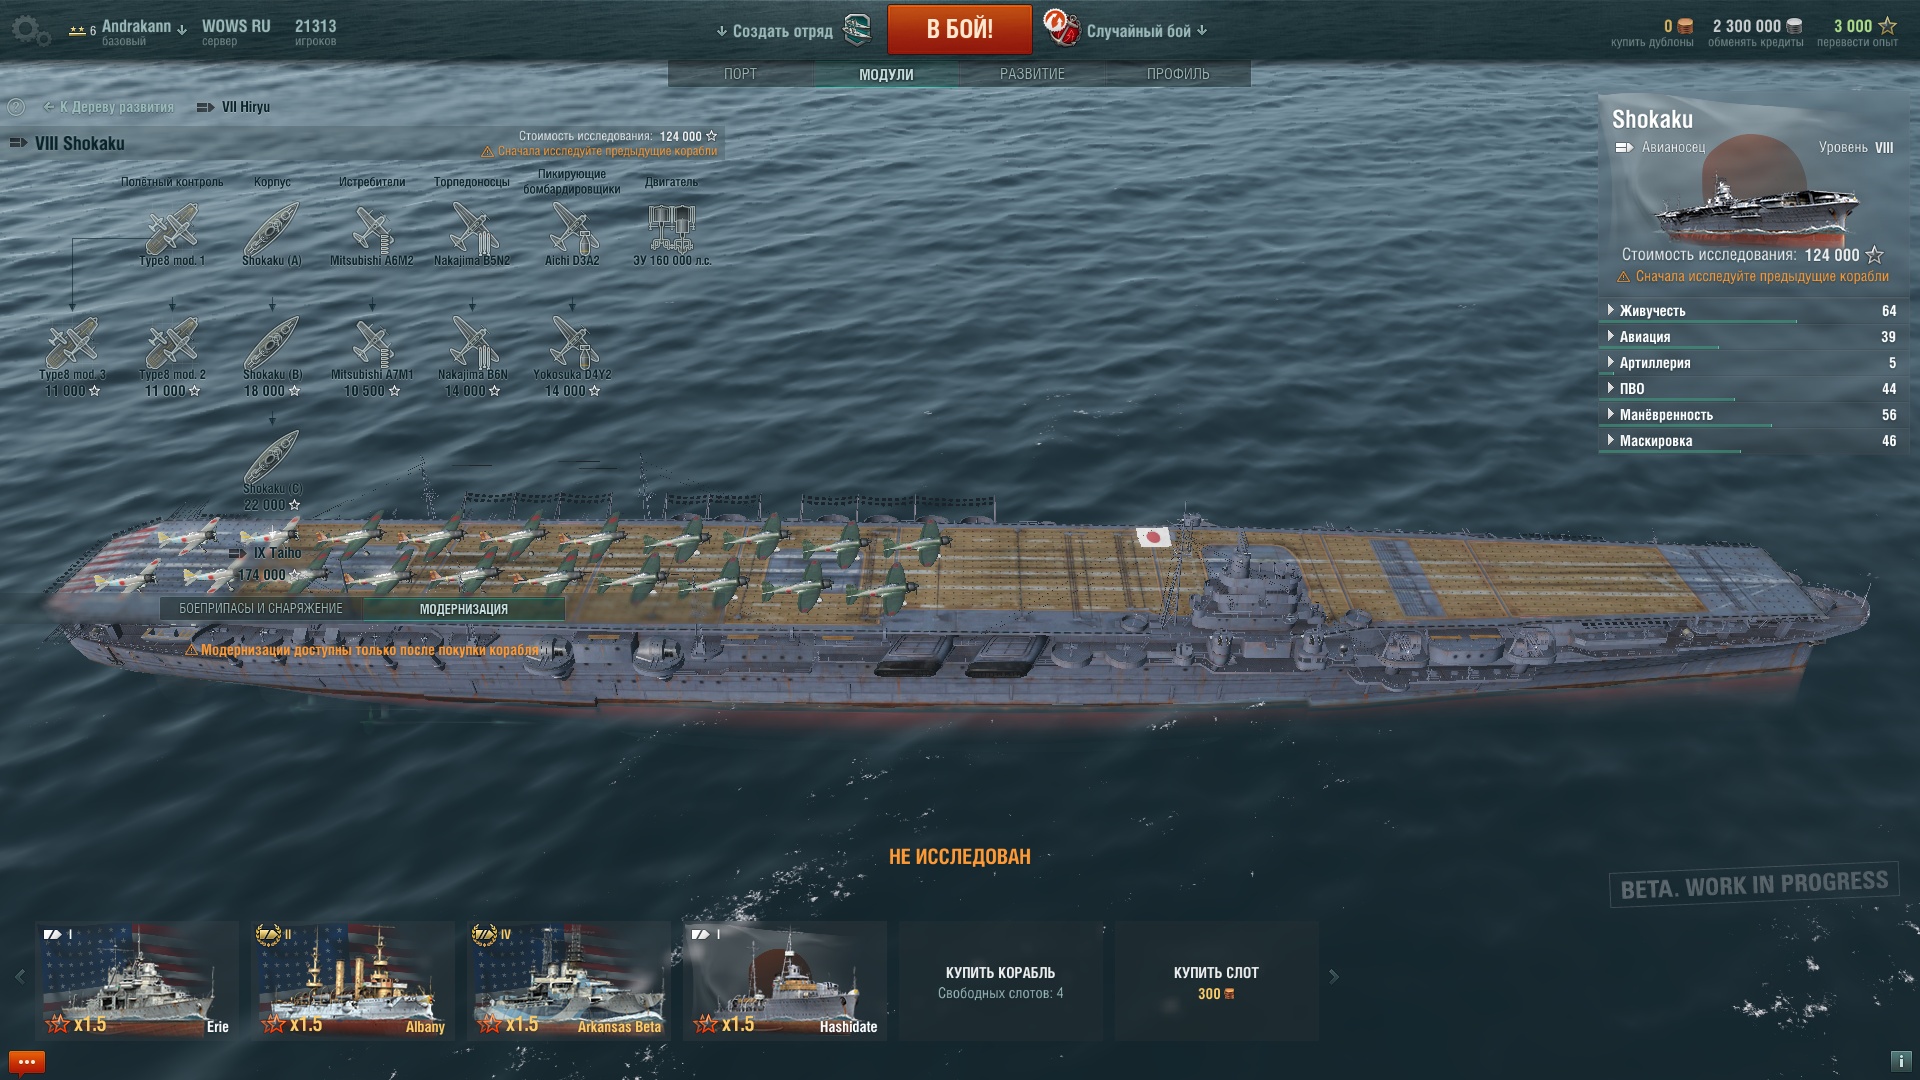 6 Andrakann
базовый
WOWS RU
сервер
21313
игроков
Создать отряд
В БОЙ!
Случайный бой
0
купить дублоны
2 300 000
обменять кредиты
3 000
перевести опыт
ПОРТ
МОДУЛИ
РАЗВИТИЕ
ПРОФИЛЬ
К Дереву развития
VII Hiryu
VIII Shokaku
Стоимость исследования: 124 000
Сначала исследуйте предыдущие корабли
Полётный контроль
Корпус
Истребители
Торпедоносцы
Пикирующие
бомбардировщики
Двигатель
Type8 mod. 1
Shokaku (A)
Mitsubishi A6M2
Nakajima B5N2
Aichi D3A2
ЭУ 160 000 л.с.
Type8 mod. 3
11 000
Type8 mod. 2
11 000
Shokaku (B)
18 000
Mitsubishi A7M1
10 500
Nakajima B6N
14 000
Yokosuka D4Y2
14 000
Shokaku (C)
22 000
IX Taiho
174 000
БОЕПРИПАСЫ И СНАРЯЖЕНИЕ
МОДЕРНИЗАЦИЯ
Модернизации доступны только после покупки корабля
Shokaku
Авианосец
Уровень VIII
Стоимость исследования: 124 000
Сначала исследуйте предыдущие корабли
Живучесть 64
Авиация 39
Артиллерия 5
ПВО 44
Манёвренность 56
Маскировка 46
НЕ ИССЛЕДОВАН
BETA. WORK IN PROGRESS
I
x1.5
Erie
II
x1.5
Albany
IV
x1.5
Arkansas Beta
I
x1.5
Hashidate
КУПИТЬ КОРАБЛЬ
Свободных слотов: 4
КУПИТЬ СЛОТ
300